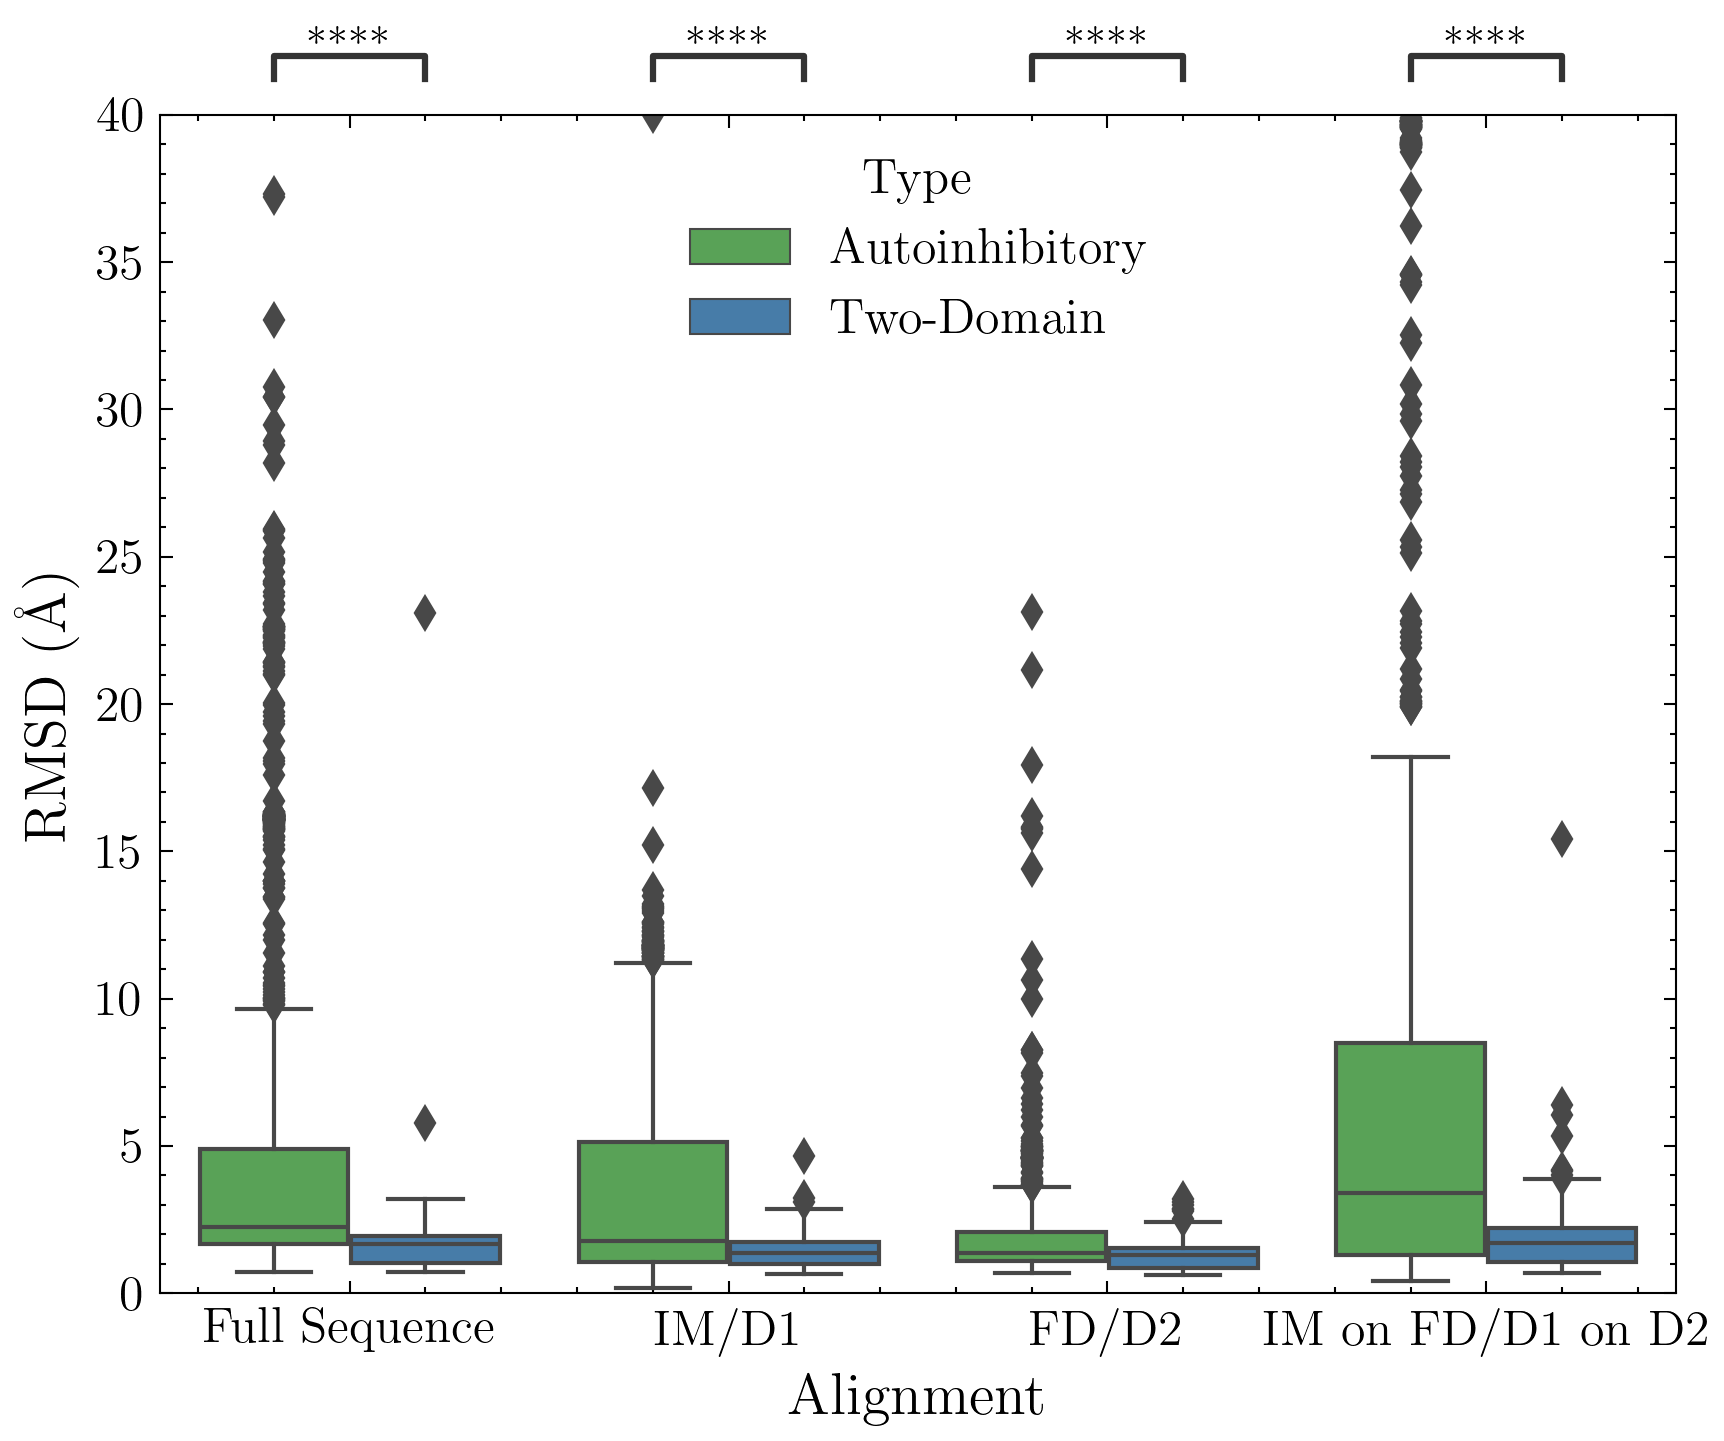 **** **** **** ****
40
35
30
25
20
15
10
5
0
RMSD (Å)
Type
Autoinhibitory
Two-Domain
Full Sequence IM/D1 FD/D2 IM on FD/D1 on D2
Alignment